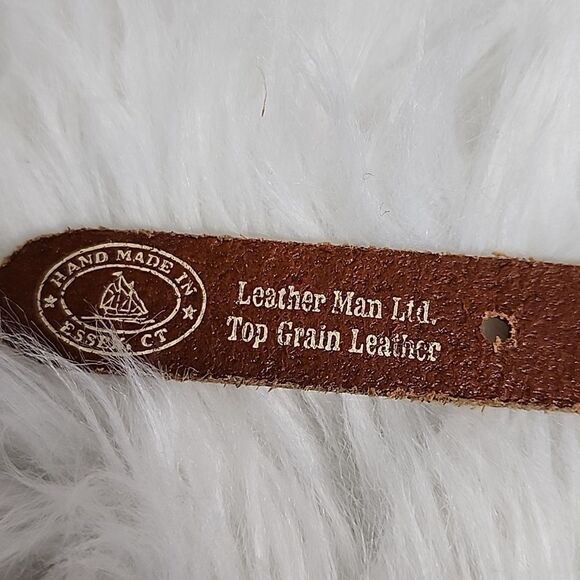 HAND MADE IN
ESSEX, CT
Leather Man Ltd.
Top Grain Leather